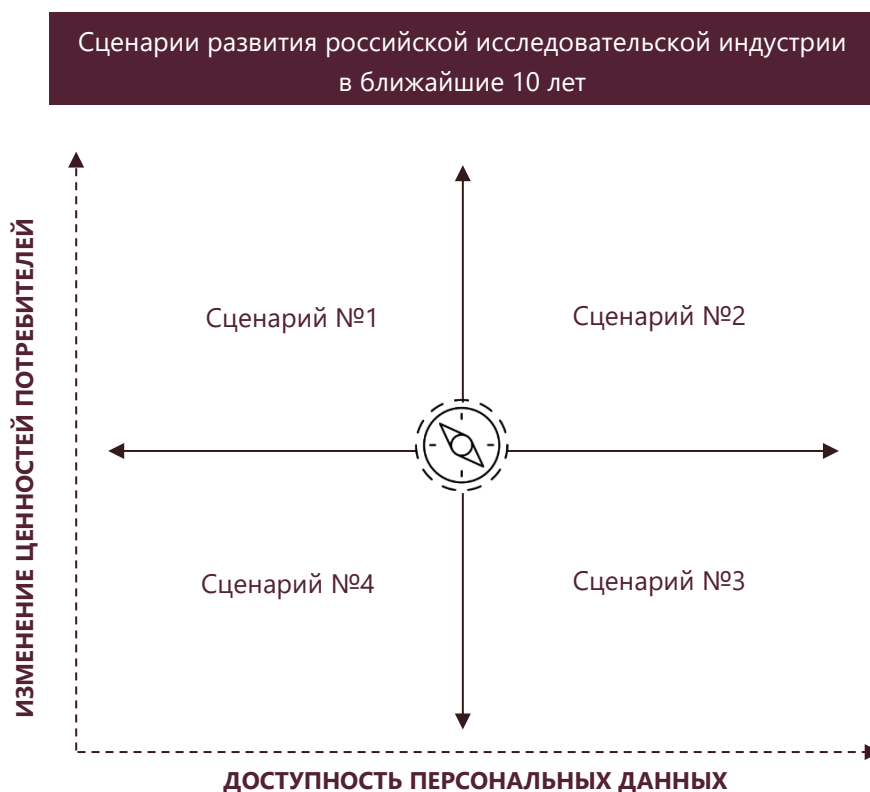 Сценарии развития российской исследовательской индустрии
в ближайшие 10 лет
ИЗМЕНЕНИЕ ЦЕННОСТЕЙ ПОТРЕБИТЕЛЕЙ
Сценарий №1
Сценарий №2
Сценарий №4
Сценарий №3
ДОСТУПНОСТЬ ПЕРСОНАЛЬНЫХ ДАННЫХ